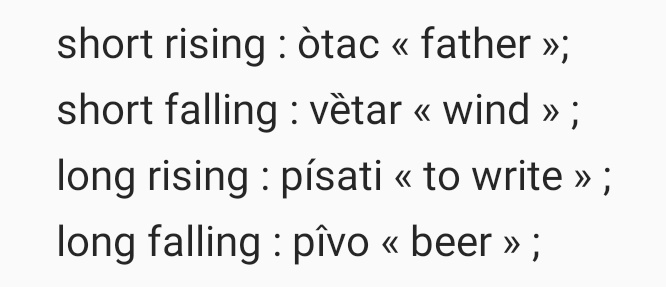 short rising : òtac « father »;
short falling : vȅtar « wind » ;
long rising : písati « to write » ;
long falling : pîvo « beer » ;